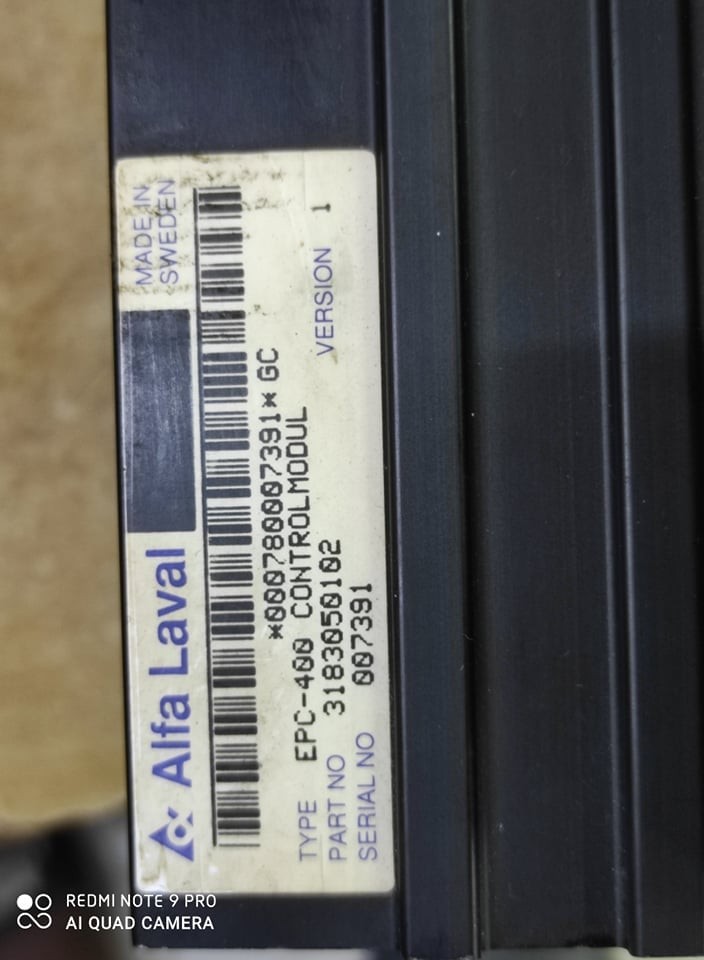 Alfa Laval
MADE IN
SWEDEN
*0007800007391* GC
TYPE EPC-400 CONTROLMODUL
PART NO 3183050102 VERSION 1
SERIAL NO 007391
REDMI NOTE 9 PRO
AI QUAD CAMERA